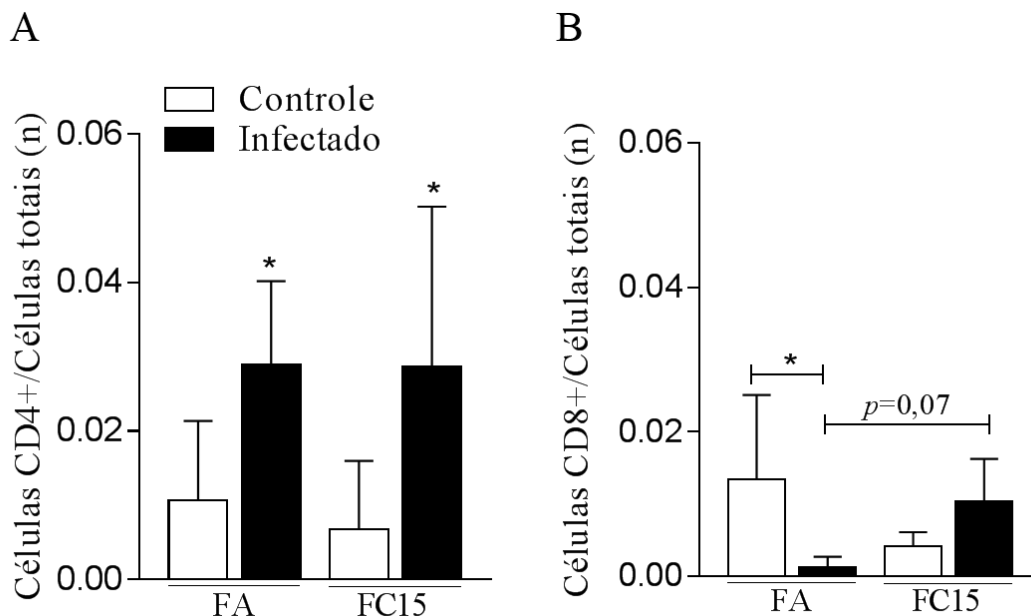 A
Células CD4+/Células totais (n)
Controle
Infectado
0.06
0.04
0.02
0.00
*
*
FA
FC15
B
Células CD8+/Células totais (n)
0.06
0.04
0.02
0.00
*
p=0,07
FA
FC15